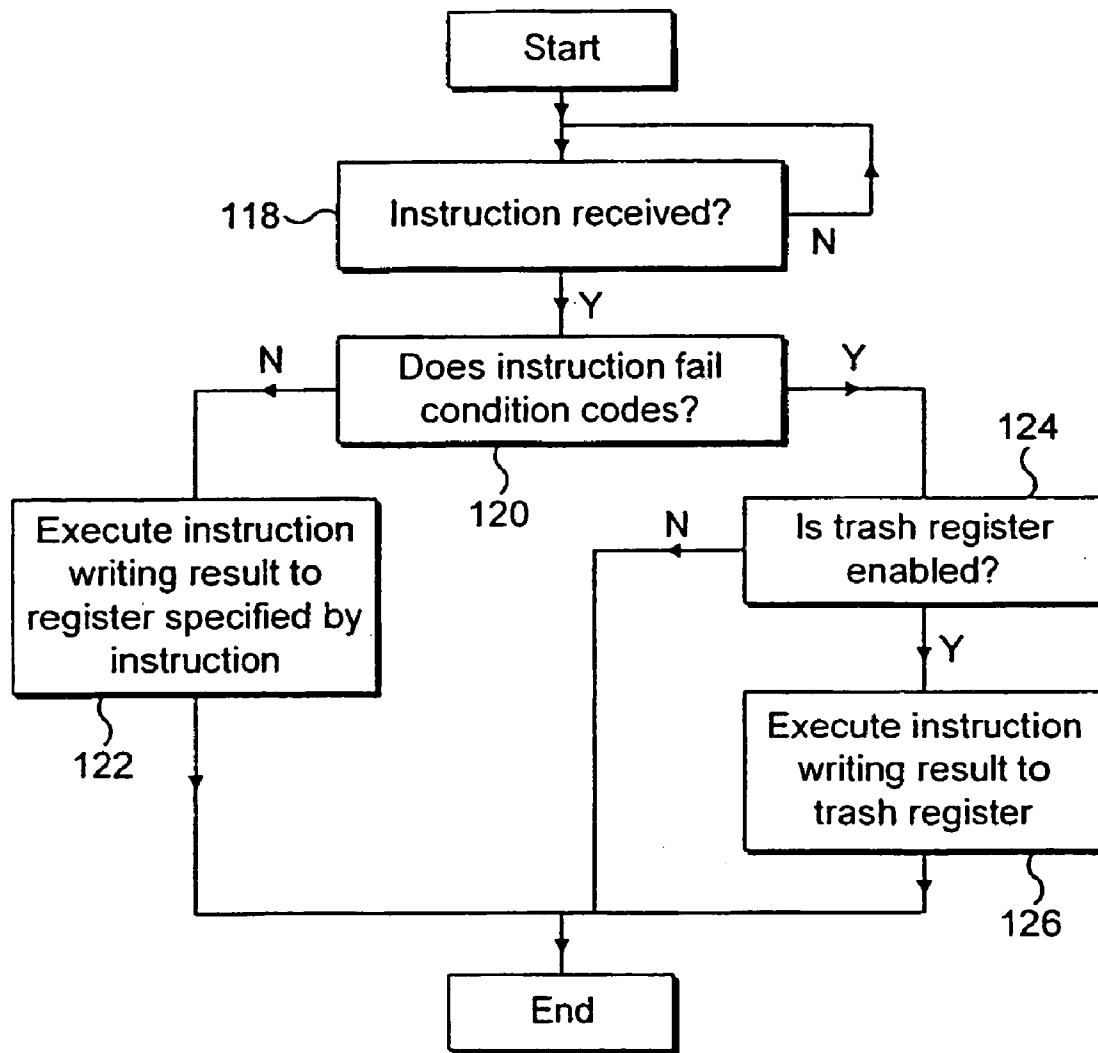 Start
118
Instruction received?
N
Y
N
Does instruction fail
condition codes?
Y
120
124
Execute instruction
writing result to
register specified by
instruction
122
N
Is trash register
enabled?
Y
Execute instruction
writing result to
trash register
126
End